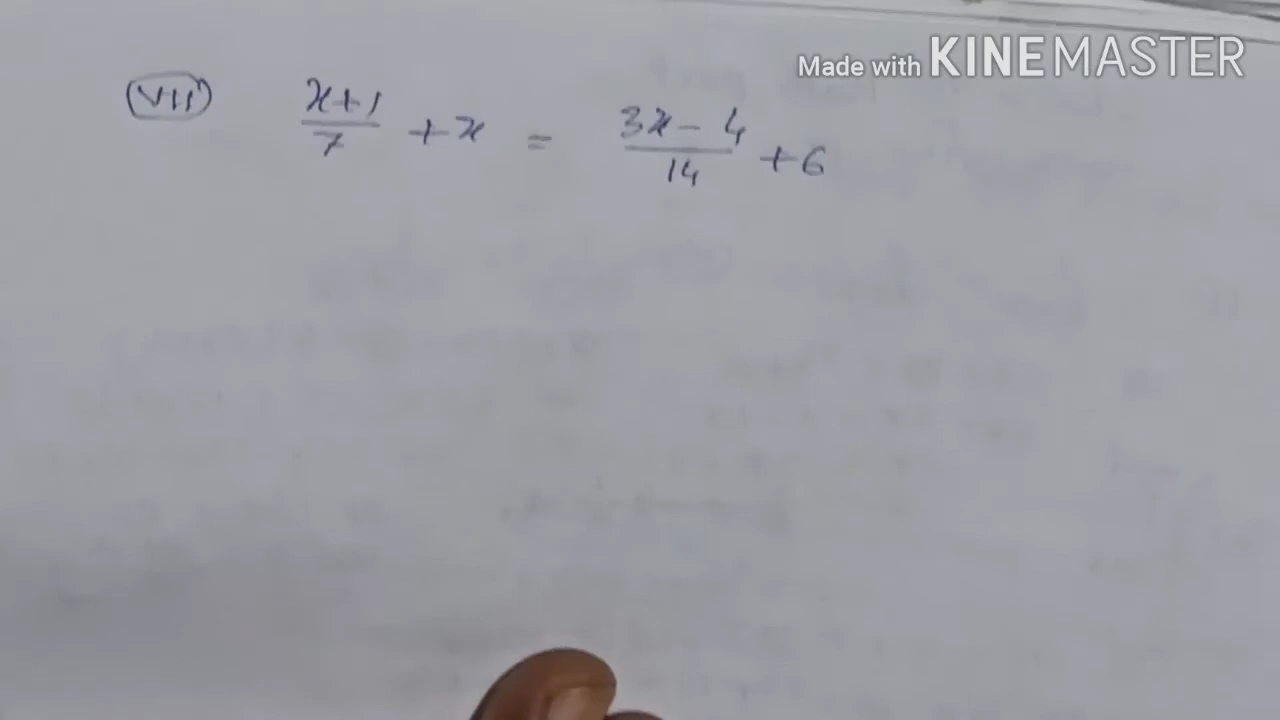 Made with KINEMASTER
(VII) x+1/7 + x = 3x-4/14 + 6